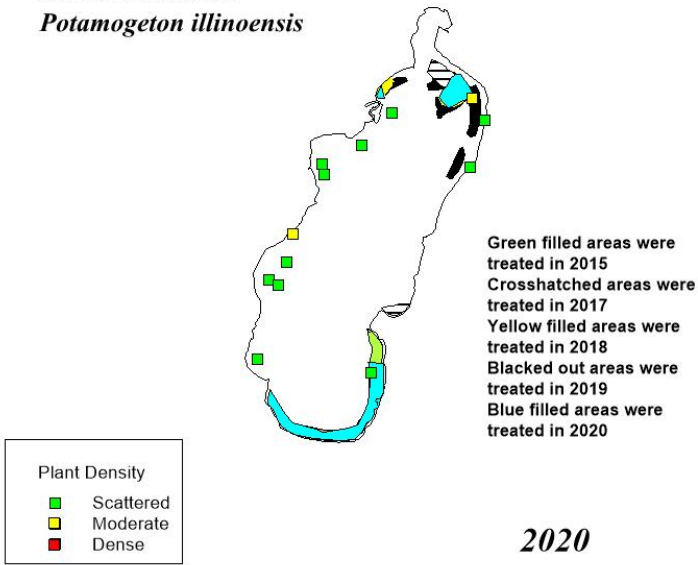 Potamogeton illinoensis
Green filled areas were
treated in 2015
Crosshatched areas were
treated in 2017
Yellow filled areas were
treated in 2018
Blacked out areas were
treated in 2019
Blue filled areas were
treated in 2020
Plant Density
Scattered
Moderate
Dense
2020